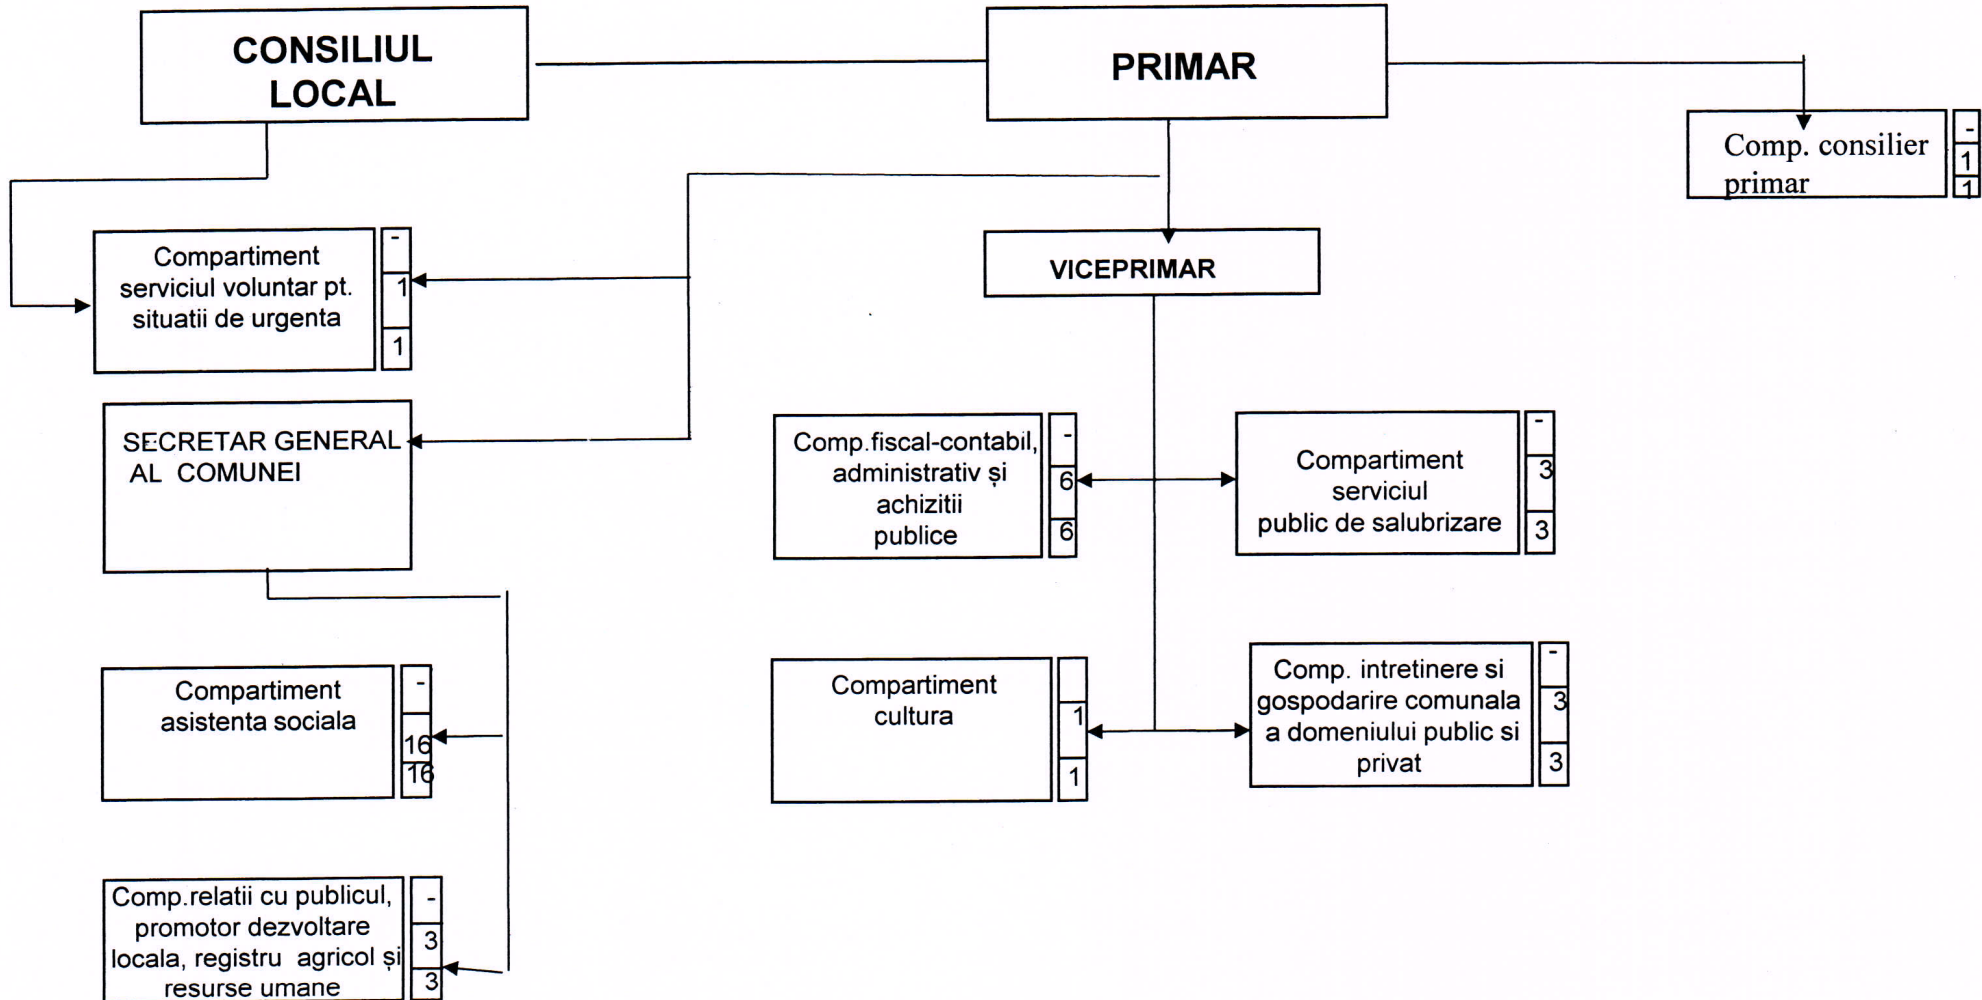 CONSILIUL
LOCAL
PRIMAR
Comp. consilier
primar
-
1
1
Compartiment
serviciul voluntar pt.
situatii de urgenta
-
1
1
VICEPRIMAR
SECRETAR GENERAL
AL COMUNEI
Comp.fiscal-contabil,
administrativ și
achizitii
publice
-
6
6
Compartiment
serviciul
public de salubrizare
-
3
3
Compartiment
asistenta sociala
-
16
16
Compartiment
cultura
1
1
Comp. intretinere si
gospodarire comunala
a domeniului public si
privat
-
3
3
Comp.relatii cu publicul,
promotor dezvoltare
locala, registru agricol și
resurse umane
-
3
3